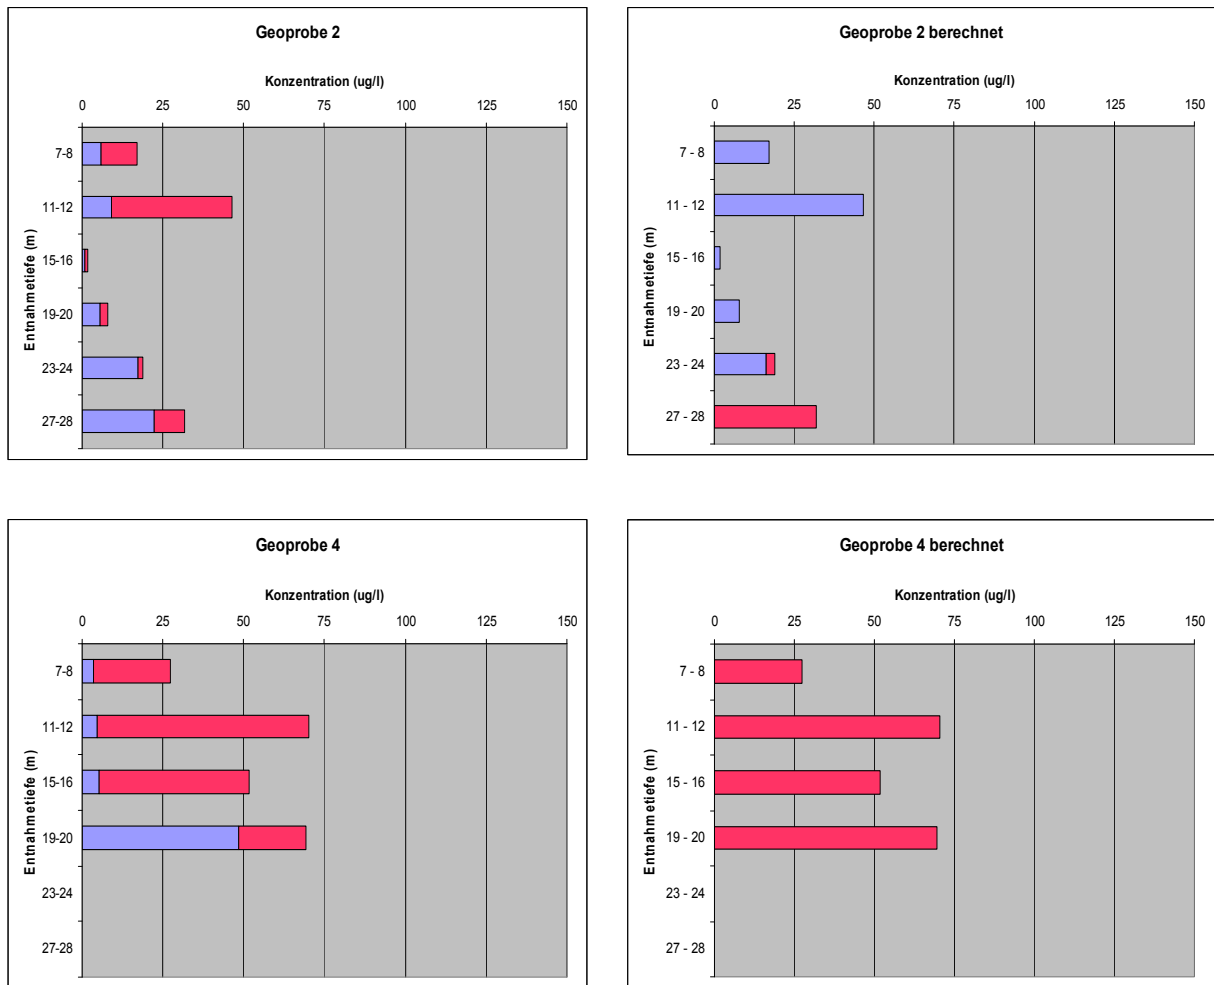 Geoprobe 2
Konzentration (ug/l)
0 25 50 75 100 125 150
Entnahmetiefe (m)
7-8
11-12
15-16
19-20
23-24
27-28
Geoprobe 2 berechnet
Konzentration (ug/l)
0 25 50 75 100 125 150
Entnahmetiefe (m)
7 - 8
11 - 12
15 - 16
19 - 20
23 - 24
27 - 28
Geoprobe 4
Konzentration (ug/l)
0 25 50 75 100 125 150
Entnahmetiefe (m)
7-8
11-12
15-16
19-20
23-24
27-28
Geoprobe 4 berechnet
Konzentration (ug/l)
0 25 50 75 100 125 150
Entnahmetiefe (m)
7 - 8
11 - 12
15 - 16
19 - 20
23 - 24
27 - 28